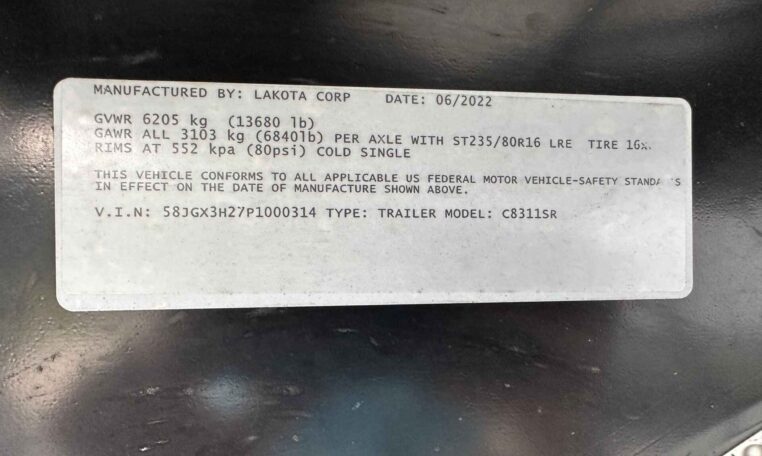 MANUFACTURED BY: LAKOTA CORP DATE: 06/2022
GVWR 6205 kg (13680 lb)
GAWR ALL 3103 kg (6840lb) PER AXLE WITH ST235/80R16 LRE TIRE
RIMS AT 552 kpa (80psi) COLD SINGLE
THIS VEHICLE CONFORMS TO ALL APPLICABLE US FEDERAL MOTOR VEHICLE-SAFETY
IN EFFECT ON THE DATE OF MANUFACTURE SHOWN ABOVE.
V.I.N: 58JGX3H27P1000314 TYPE: TRAILER MODEL: C8311SR